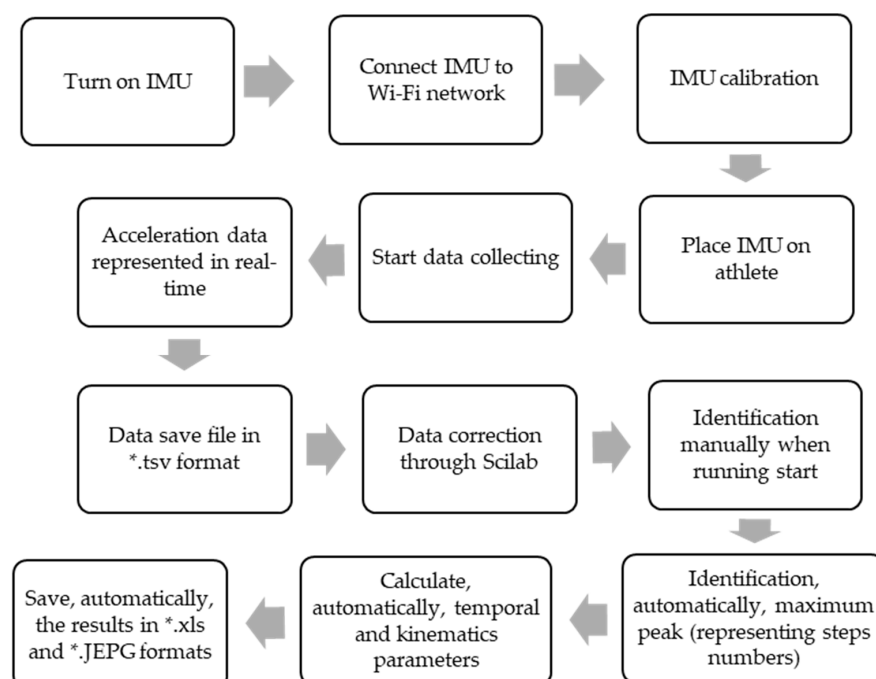 Turn on IMU
Connect IMU to
Wi-Fi network
IMU calibration
Place IMU on
athlete
Start data collecting
Acceleration data
represented in real-
time
Data save file in
*.tsv format
Data correction
through Scilab
Identification
manually when
running start
Identification,
automatically, maximum
peak (representing steps
numbers)
Calculate,
automatically, temporal
and kinematics
parameters
Save, automatically,
the results in *.xls
and *.JEPG formats